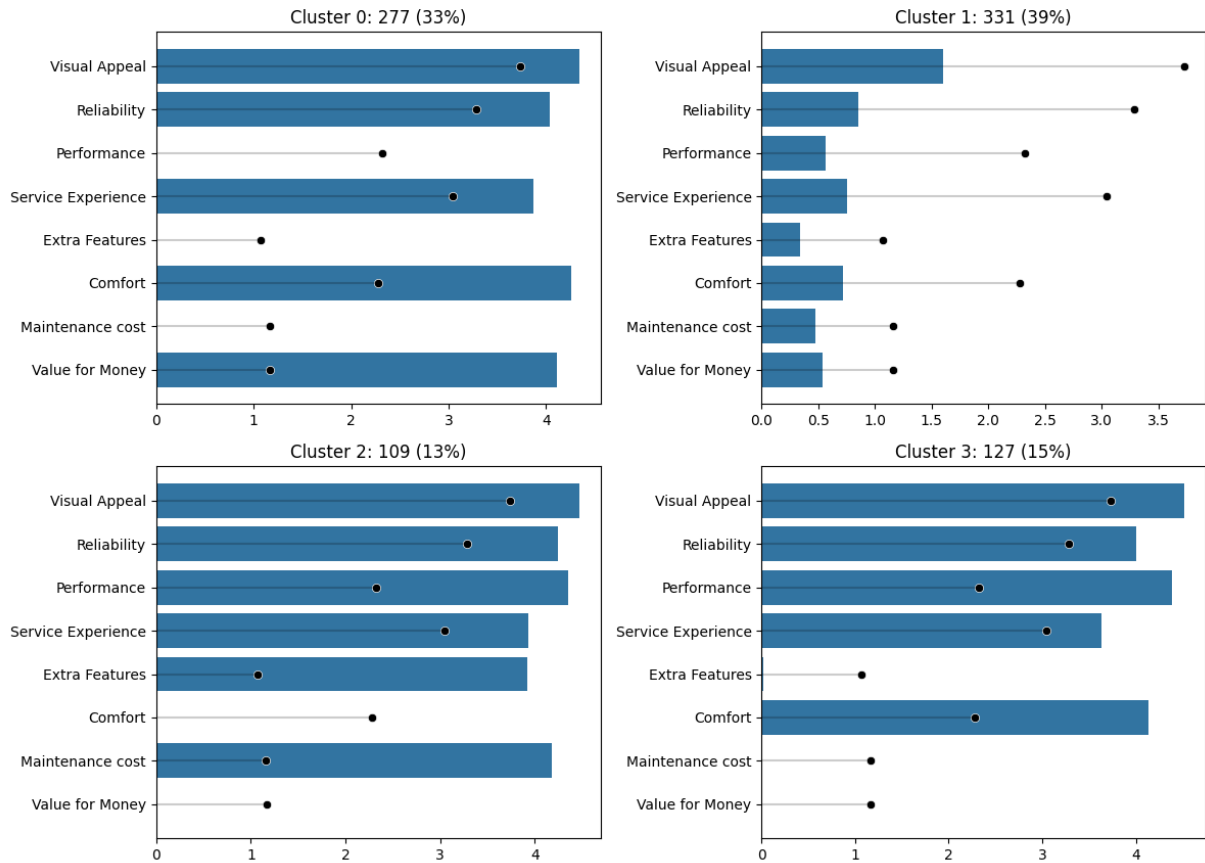 Cluster 0: 277 (33%)
Visual Appeal
Reliability
Performance
Service Experience
Extra Features
Comfort
Maintenance cost
Value for Money
0 1 2 3 4
Cluster 1: 331 (39%)
Visual Appeal
Reliability
Performance
Service Experience
Extra Features
Comfort
Maintenance cost
Value for Money
0.0 0.5 1.0 1.5 2.0 2.5 3.0 3.5
Cluster 2: 109 (13%)
Visual Appeal
Reliability
Performance
Service Experience
Extra Features
Comfort
Maintenance cost
Value for Money
0 1 2 3 4
Cluster 3: 127 (15%)
Visual Appeal
Reliability
Performance
Service Experience
Extra Features
Comfort
Maintenance cost
Value for Money
0 1 2 3 4